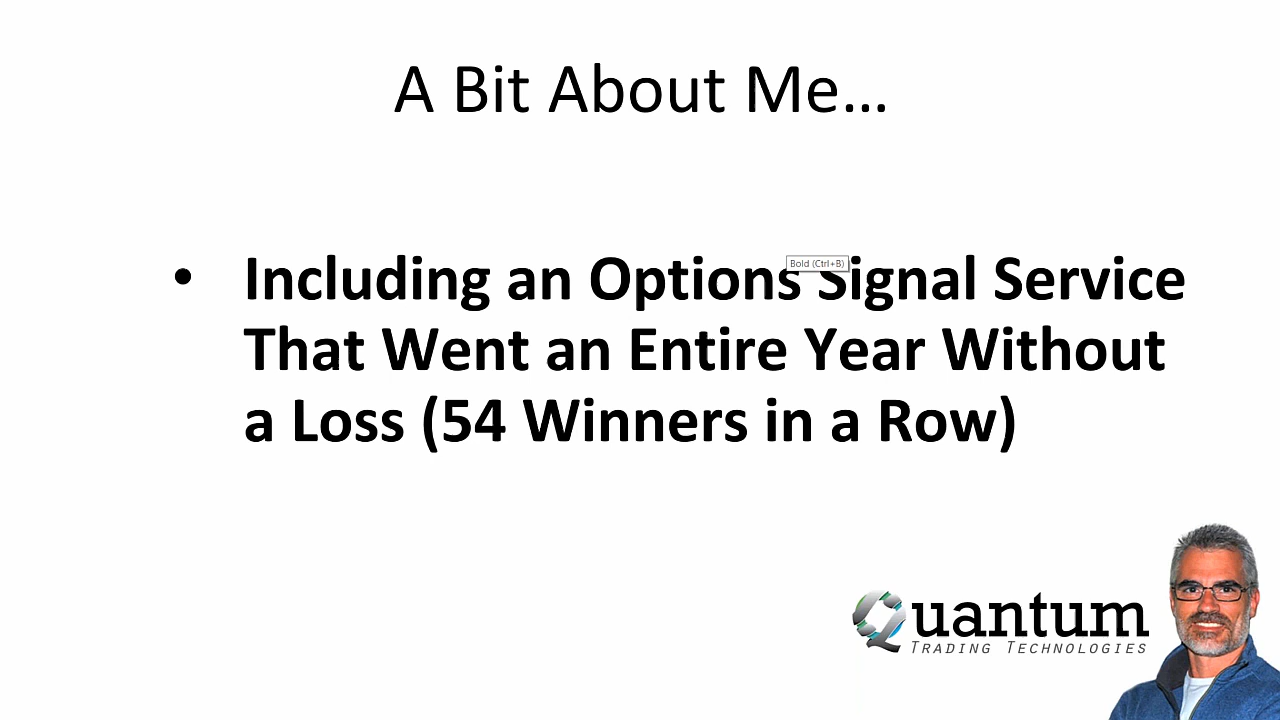 A Bit About Me...
Bold (Ctrl+B)
• Including an Options Signal Service
That Went an Entire Year Without
a Loss (54 Winners in a Row)
Quantum
TRADING TECHNOLOGIES